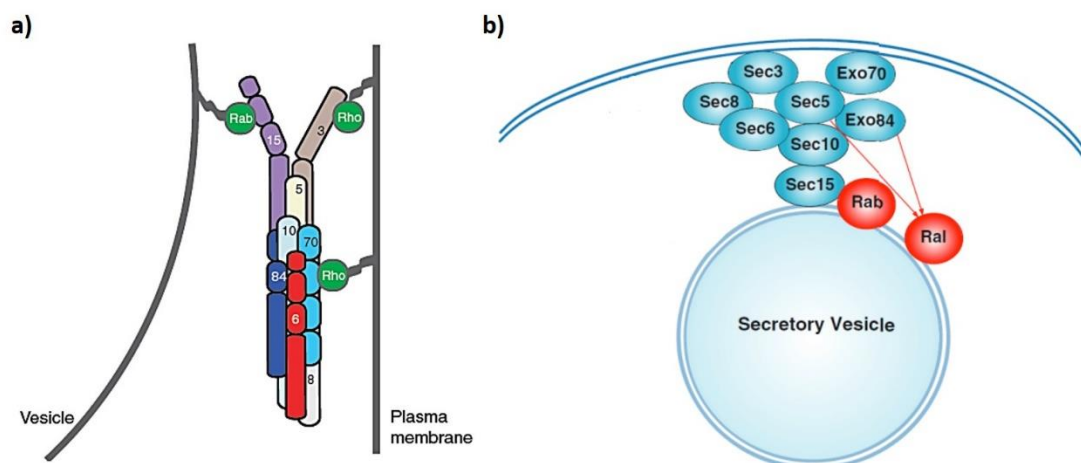 a)
Rab
15
3
Rho
5
10
70
84
Rho
6
8
Vesicle
Plasma
membrane
b)
Sec3
Exo70
Sec8
Sec5
Exo84
Sec6
Sec10
Sec15
Rab
Ral
Secretory Vesicle